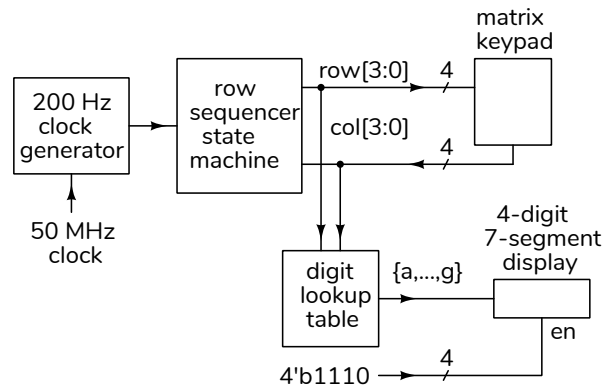 matrix
keypad
row[3:0]
4
200 Hz
clock
generator
row
sequencer
state
machine
col[3:0]
4
50 MHz
clock
4-digit
7-segment
display
digit
lookup
table
{a,...,g}
en
4'b1110
4